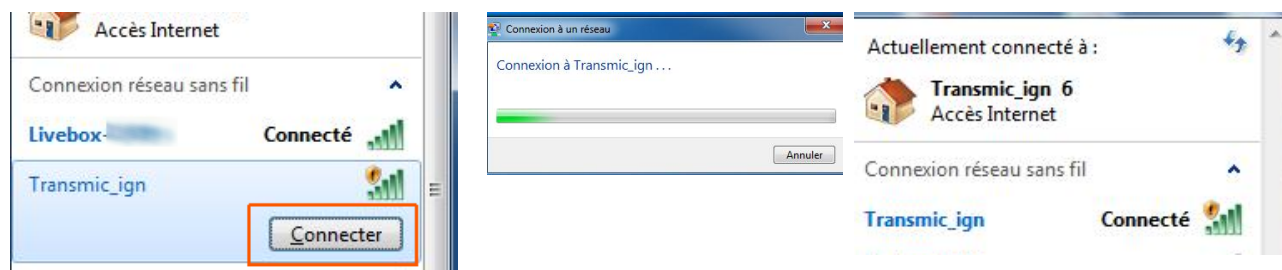 Accès Internet
Connexion réseau sans fil
Livebox- Connecté
Transmic_ign
Connecter
Connexion à un réseau
Connexion à Transmic_ign . . .
Annuler
Actuellement connecté à :
Transmic_ign 6
Accès Internet
Connexion réseau sans fil
Transmic_ign Connecté